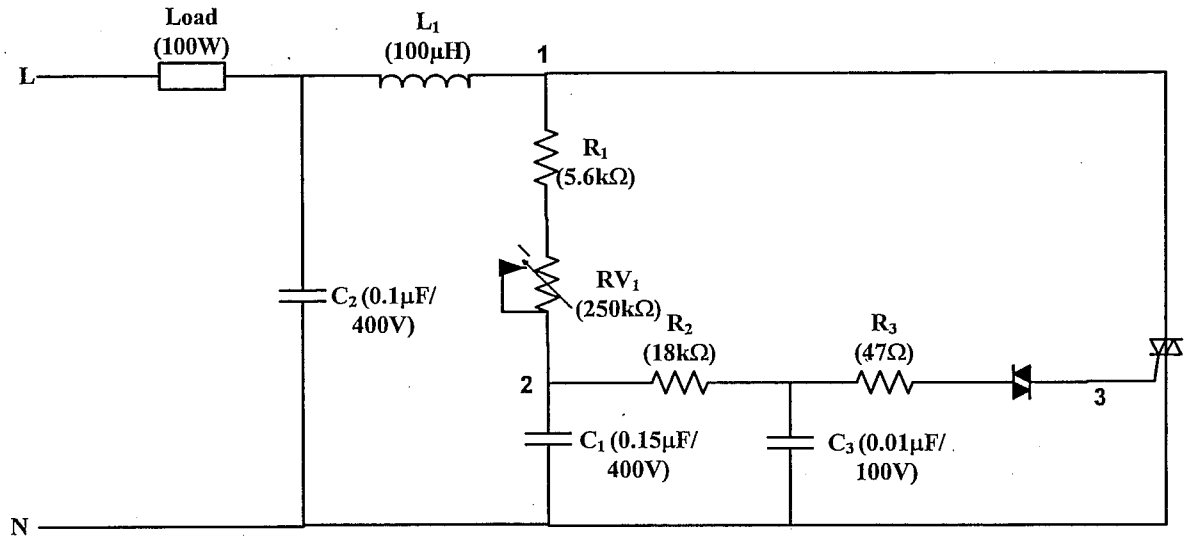 Load
(100W)
L₁
(100μH)
1
L
R₁
(5.6kΩ)
RV₁
(250kΩ)
C₂ (0.1μF/
400V)
R₂
(18kΩ)
R₃
(47Ω)
2
3
C₁ (0.15μF/
400V)
C₃ (0.01μF/
100V)
N